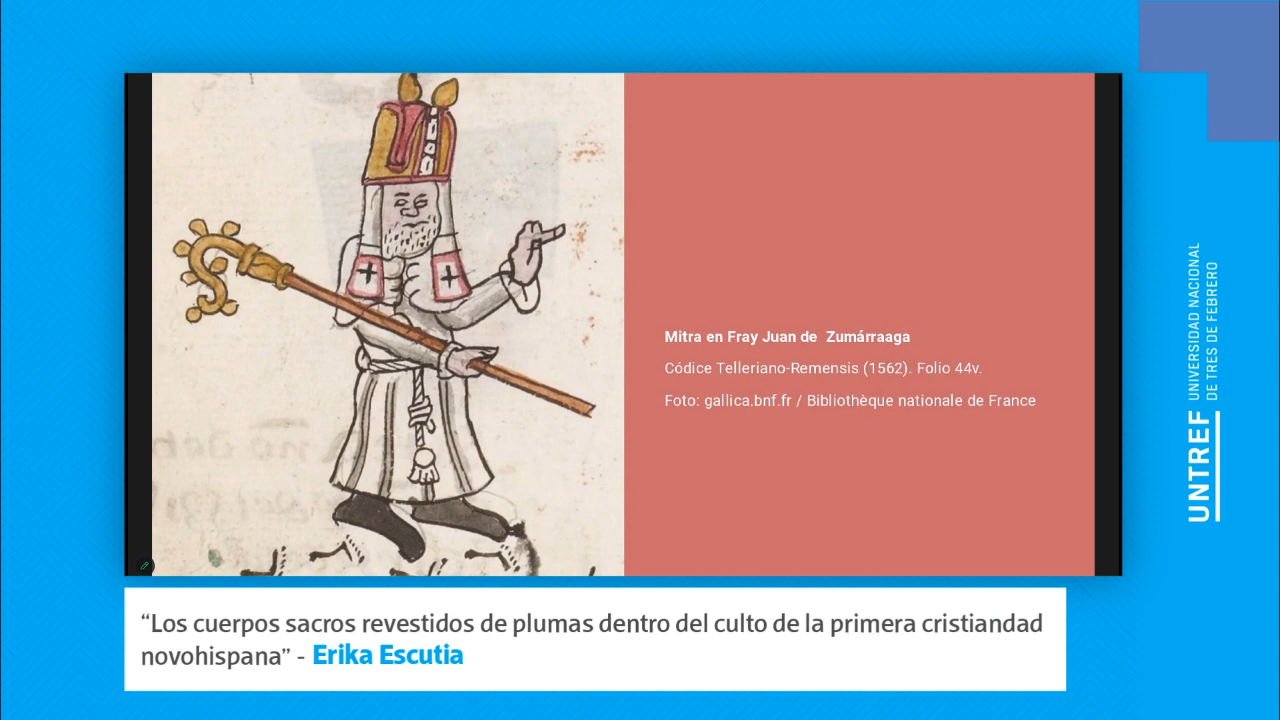 Mitra en Fray Juan de  Zumárraaga
Códice Telleriano-Remensis (1562). Folio 44v.
Foto: gallica.bnf.fr / Bibliothèque nationale de France
“Los cuerpos sacros revestidos de plumas dentro del culto de la primera cristiandad
novohispana” - Erika Escutia
UNTREF
UNIVERSIDAD NACIONAL
DE TRES DE FEBRERO